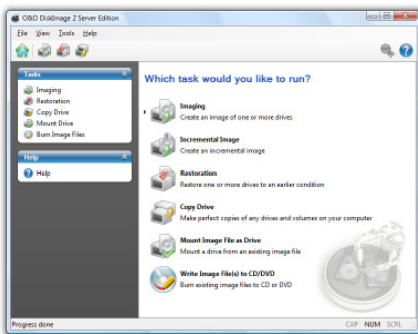 O&O DiskImage 2 Server Edition
File View Tools Help
Tasks
Imaging
Restoration
Copy Drive
Mount Drive
Burn Image Files
Help
Help
Which task would you like to run?
Imaging
Create an image of one or more drives
Incremental Image
Create an incremental image
Restoration
Restore one or more drives to an earlier condition
Copy Drive
Make perfect copies of any drives and volumes on your computer
Mount Image File as Drive
Mount a drive from an existing image file
Write Image File(s) to CD/DVD
Burn existing image files to CD or DVD
Progress done
CAP NUM SCRL